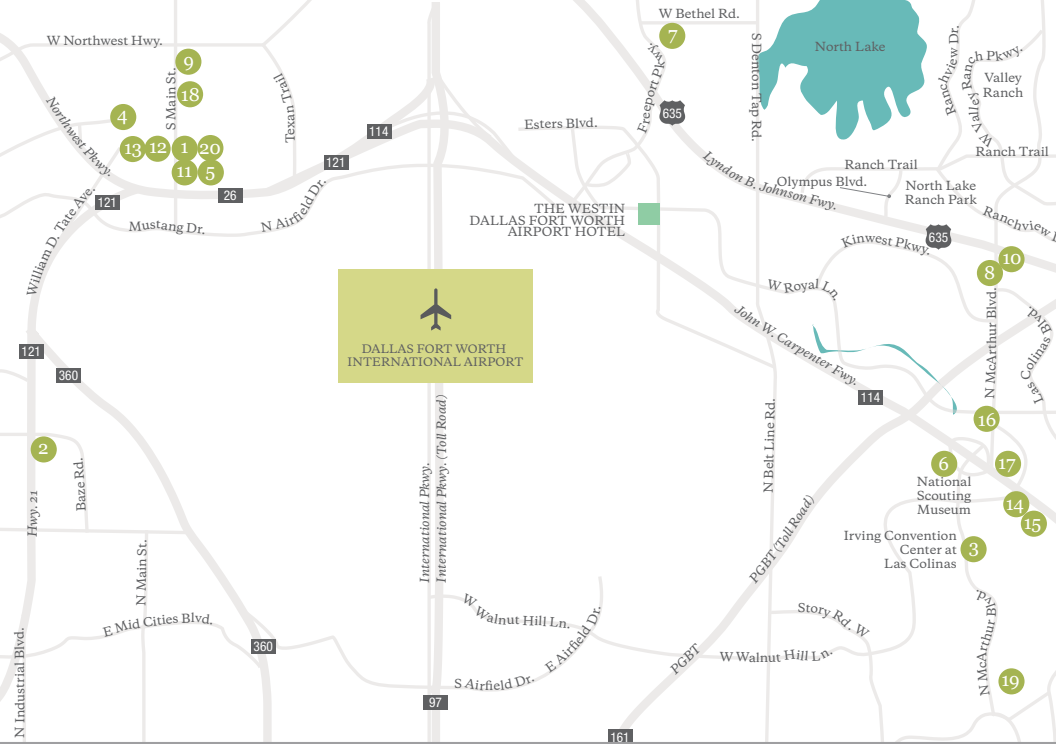 W Bethel Rd.
7
W Northwest Hwy.
North Lake
Ranchview Dr.
W Valley Ranch Pkwy.
Valley
Ranch
9
18
S Main St.
Texan Trail
Freeport Pkwy.
S Denton Tap Rd.
635
4
Northwest Pkwy.
Esters Blvd.
114
13
12
1
20
11
5
121
Lyndon B. Johnson Fwy.
Ranch Trail
Ranch Trail
Olympus Blvd.
North Lake
Ranch Park
26
121
William D. Tate Ave.
Mustang Dr.
N Airfield Dr.
THE WESTIN
DALLAS FORT WORTH
AIRPORT HOTEL
Ranchview D
Kinwest Pkwy.
635
10
8
W Royal Ln.
N McArthur Blvd.
Las Colinas Blvd.
John W. Carpenter Fwy.
DALLAS FORT WORTH
INTERNATIONAL AIRPORT
121
360
114
16
2
Baze Rd.
Hwy. 21
International Pkwy.
International Pkwy. (Toll Road)
N Belt Line Rd.
6
17
National
Scouting
Museum
14
15
PGBT (Toll Road)
Irving Convention
Center at
Las Colinas
3
N Main St.
E Mid Cities Blvd.
W Walnut Hill Ln.
E Airfield Dr.
Story Rd. W
N McArthur Blvd.
360
N Industrial Blvd.
S Airfield Dr.
PGBT
W Walnut Hill Ln.
19
97
161